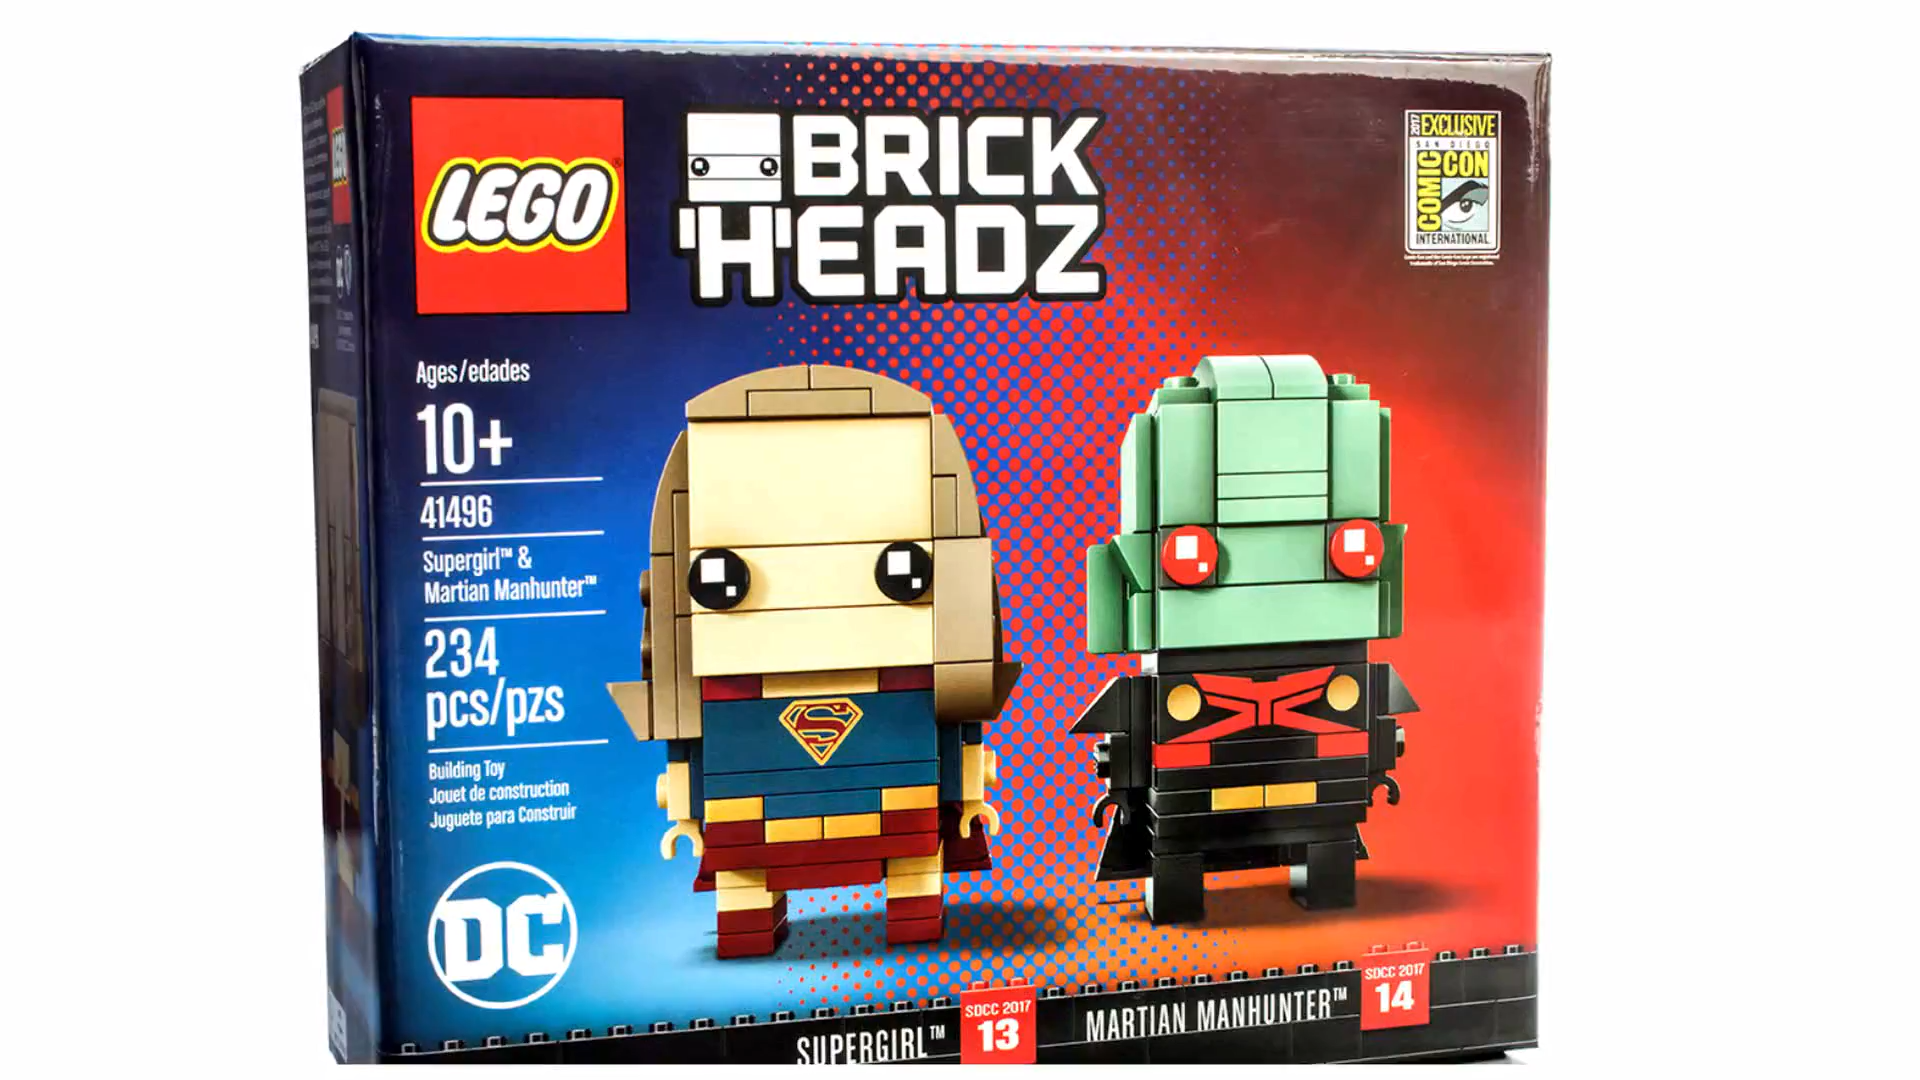 LEGO®
BRICK
HEADZ
2017
EXCLUSIVE
SAN DIEGO
COMIC
CON
INTERNATIONAL
Ages/edades
10+
41496
Supergirl™ &
Martian Manhunter™
234
pcs/pzs
Building Toy
Jouet de construction
Juguete para Construir
DC
S
SUPERGIRL™
SDCC 2017
13
MARTIAN MANHUNTER™
SDCC 2017
14